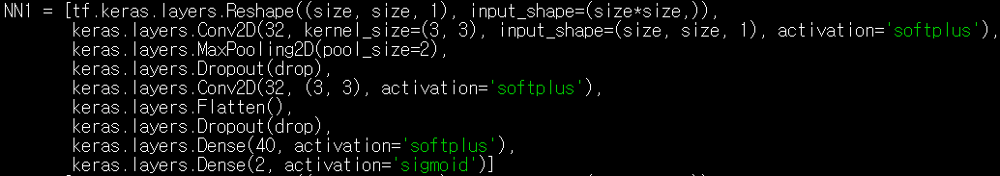 NN1 = [tf.keras.layers.Reshape((size, size, 1), input_shape=(size*size,)),
keras.layers.Conv2D(32, kernel_size=(3, 3), input_shape=(size, size, 1), activation='softplus'),
keras.layers.MaxPooling2D(pool_size=2),
keras.layers.Dropout(drop),
keras.layers.Conv2D(32, (3, 3), activation='softplus'),
keras.layers.Flatten(),
keras.layers.Dropout(drop),
keras.layers.Dense(40, activation='softplus'),
keras.layers.Dense(2, activation='sigmoid')]